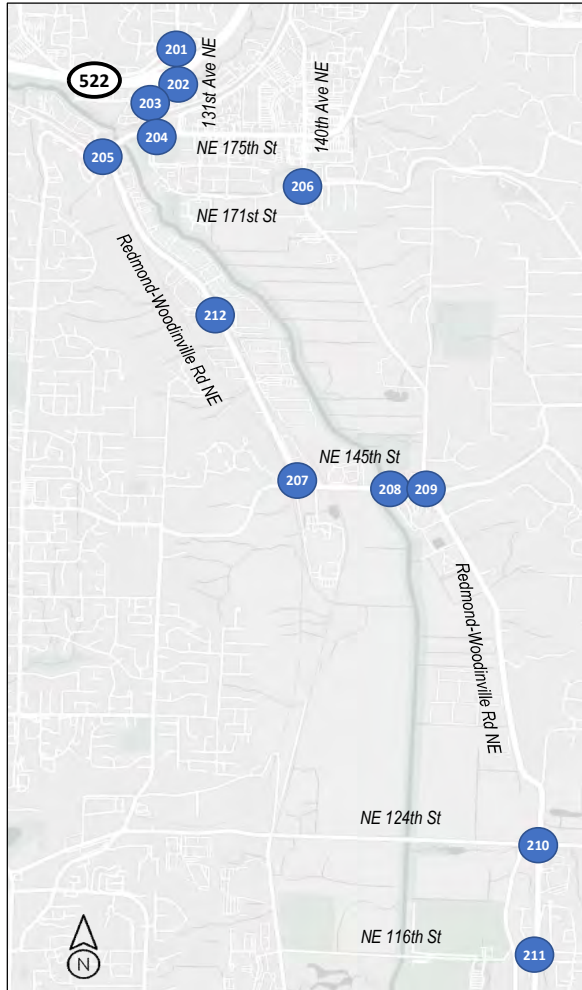 201
522
202
203
131st Ave NE
204
140th Ave NE
NE 175th St
205
206
NE 171st St
Redmond-Woodinville Rd NE
212
NE 145th St
207
208
209
Redmond-Woodinville Rd NE
NE 124th St
210
NE 116th St
211
N